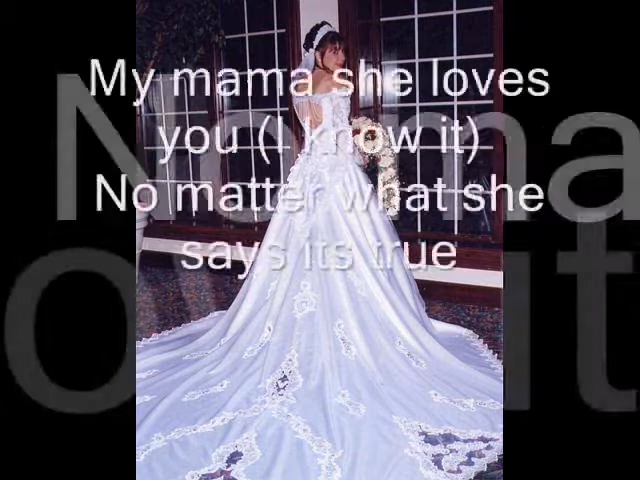 My mama she loves
you (I know it)
No matter what she
says its true